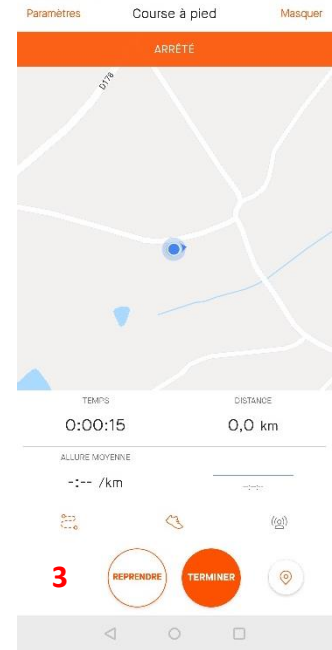 Paramètres Course à pied Masquer
ARRÊTÉ
D178
TEMPS DISTANCE
0:00:15 0,0 km
ALLURE MOYENNE
-:-- /km --:--
3 REPRENDRE TERMINER